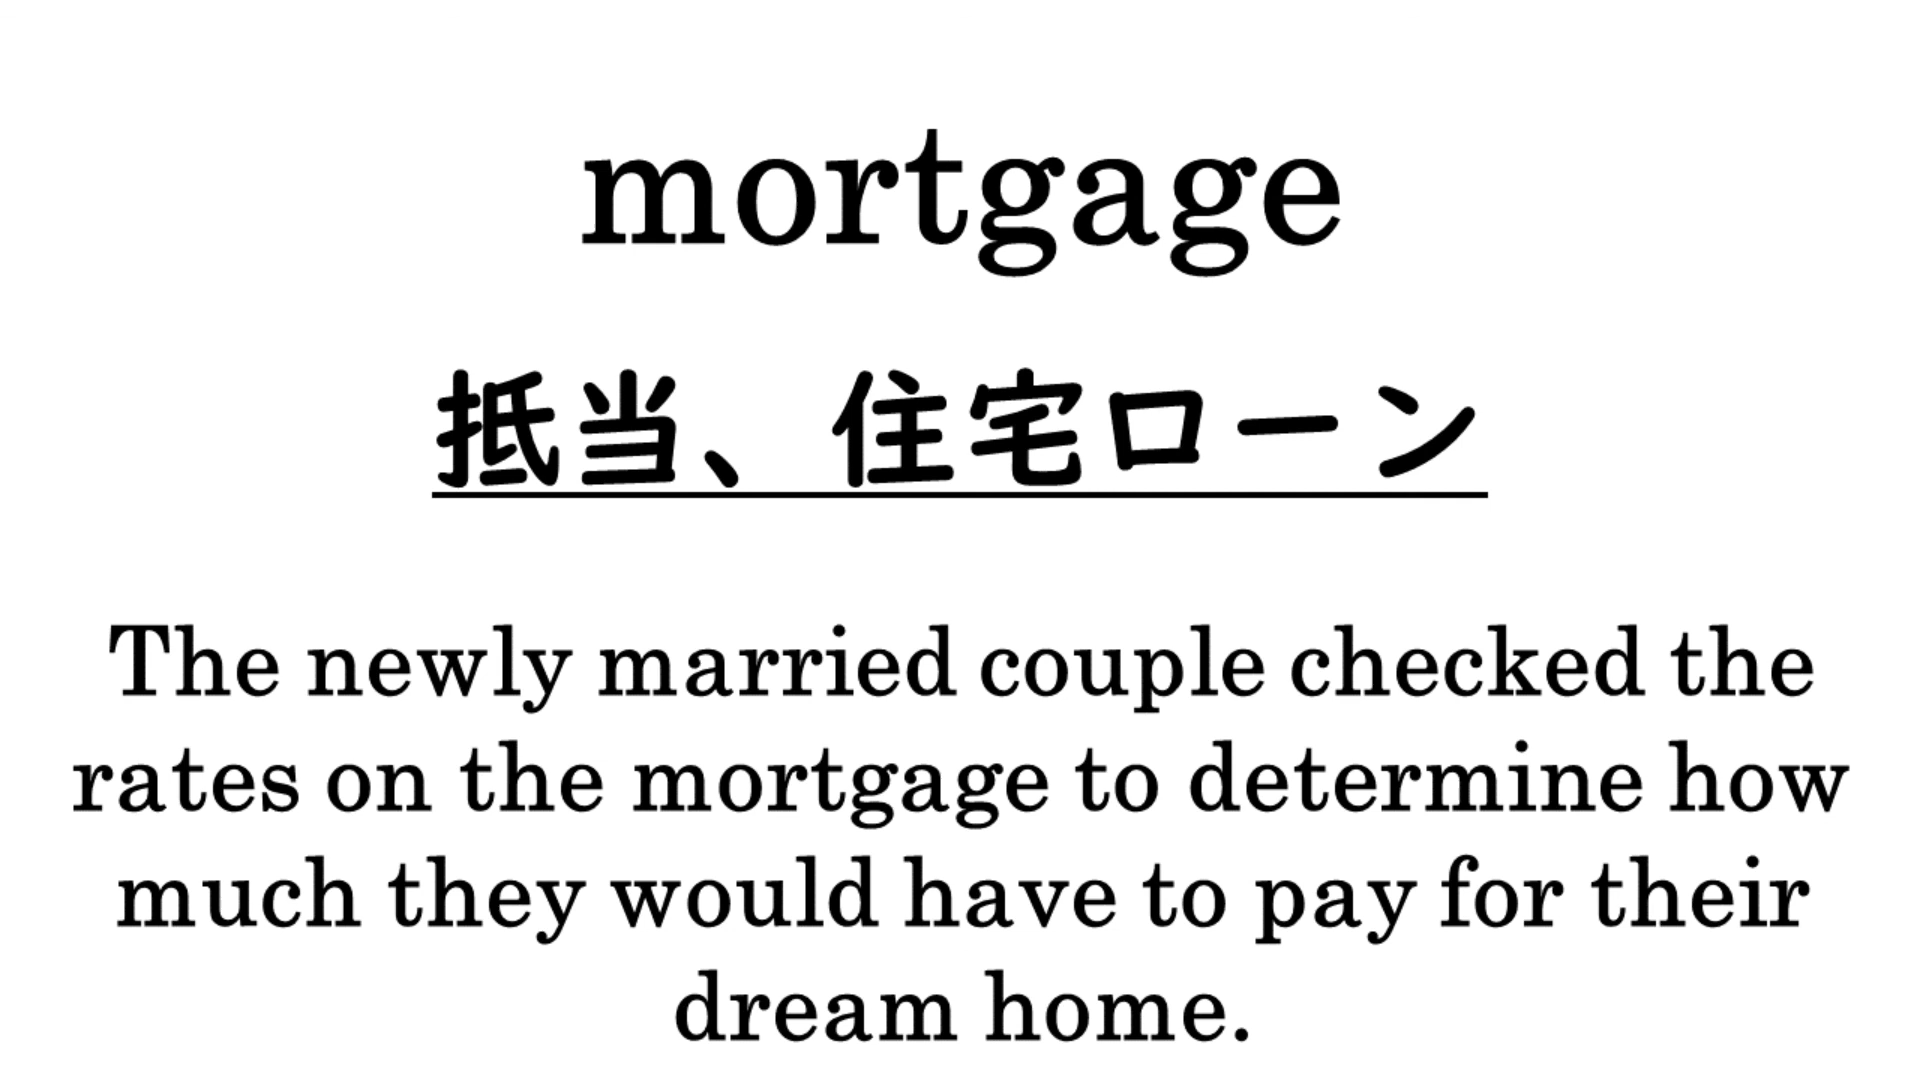 mortgage
抵当、住宅ローン
The newly married couple checked the
rates on the mortgage to determine how
much they would have to pay for their
dream home.